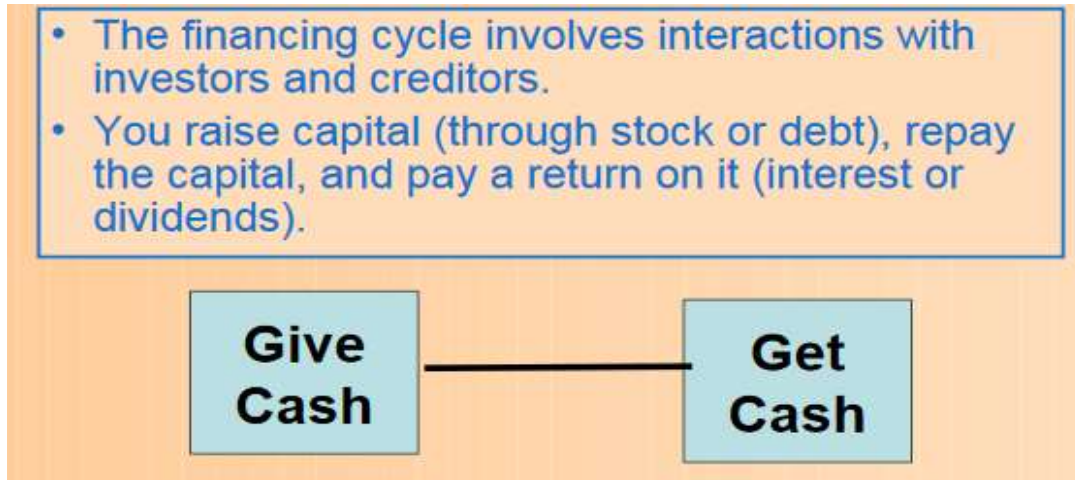 • The financing cycle involves interactions with
investors and creditors.
• You raise capital (through stock or debt), repay
the capital, and pay a return on it (interest or
dividends).
Give
Cash
Get
Cash